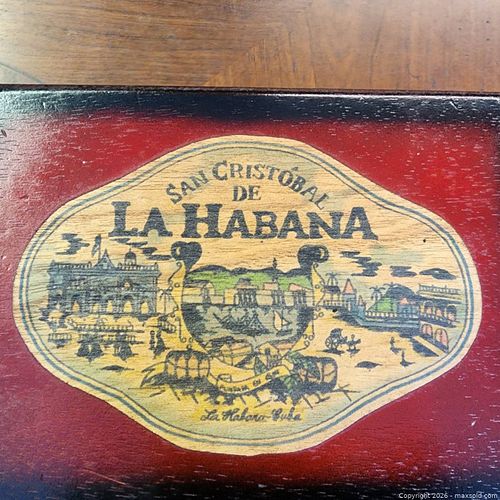 SAN CRISTÓBAL
DE
LA HABANA
La Habana Cuba
Copyright 2026 - maxsold.com